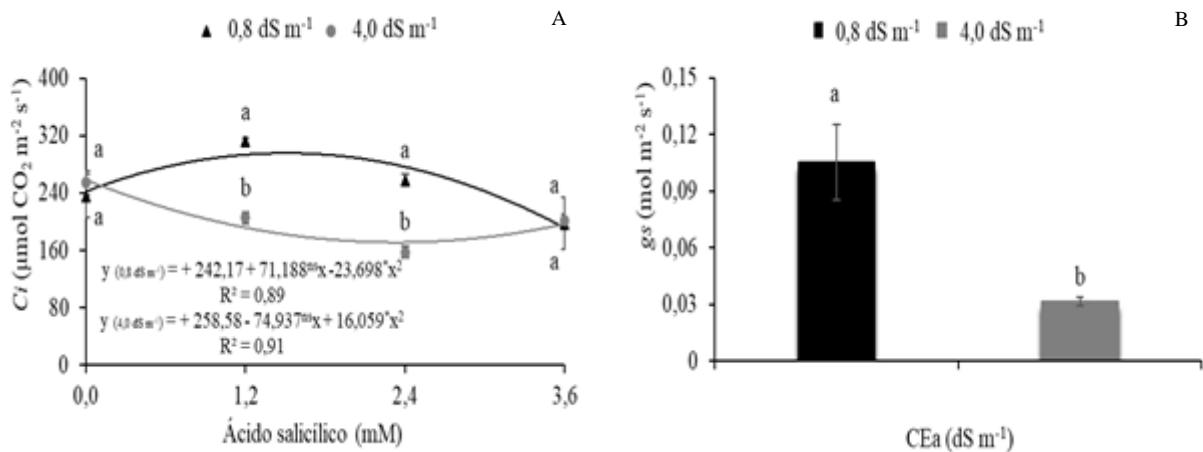 A
▲ 0,8 dS m⁻¹ ● 4,0 dS m⁻¹
Ci (µmol CO₂ m⁻² s⁻¹)
400
320
240
160
80
0
a
a
a
b
a
b
a
a
y (0,8 dS m⁻¹) = + 242,17 + 71,188ⁿˢx -23,698*x²
R² = 0,89
y (4,0 dS m⁻¹) = + 258,58 - 74,937ⁿˢx + 16,059*x²
R² = 0,91
0,0 1,2 2,4 3,6
Ácido salicílico (mM)
B
■ 0,8 dS m⁻¹ ■ 4,0 dS m⁻¹
gs (mol m⁻² s⁻¹)
0,15
0,12
0,09
0,06
0,03
0
a
b
CEa (dS m⁻¹)